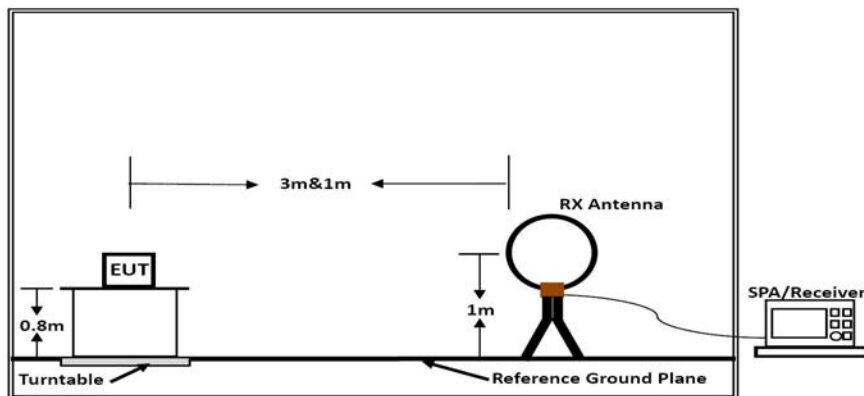 3m&1m
RX Antenna
EUT
SPA/Receiver
0.8m
1m
Turntable
Reference Ground Plane